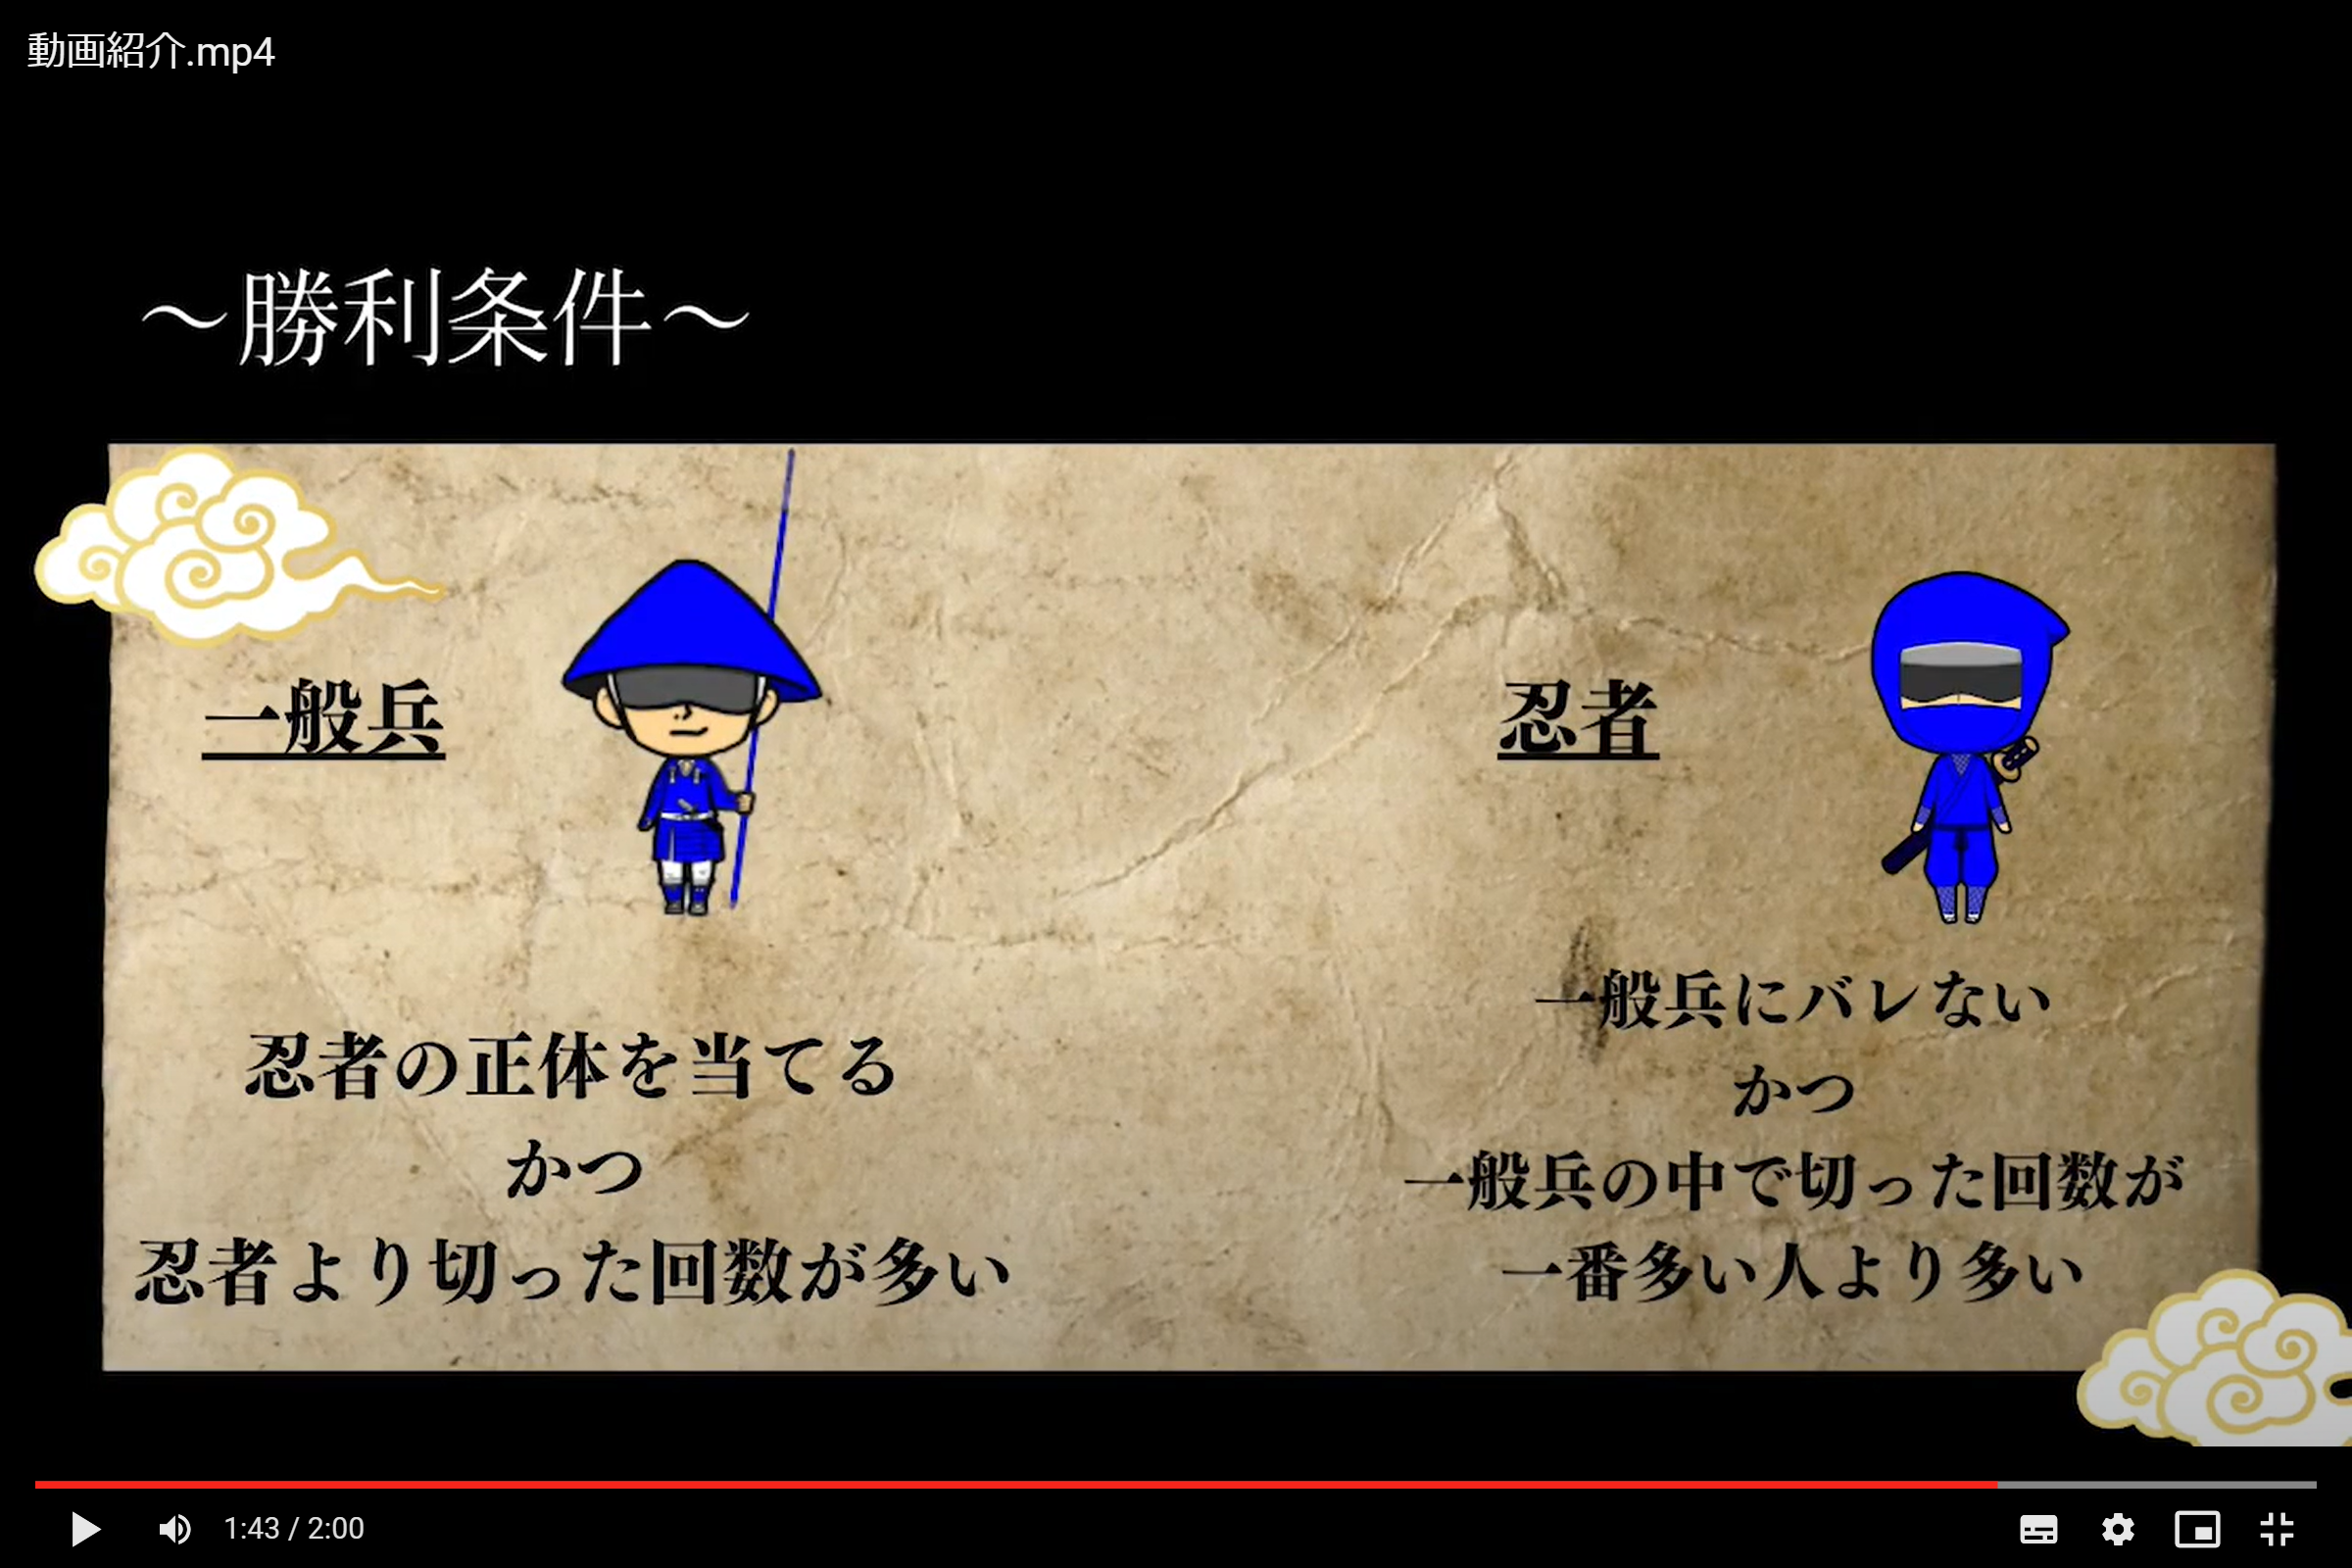 動画紹介.mp4
～勝利条件～
一般兵
忍者の正体を当てる
かつ
忍者より切った回数が多い
忍者
一般兵にバレない
かつ
一般兵の中で切った回数が
一番多い人より多い
1:43 / 2:00